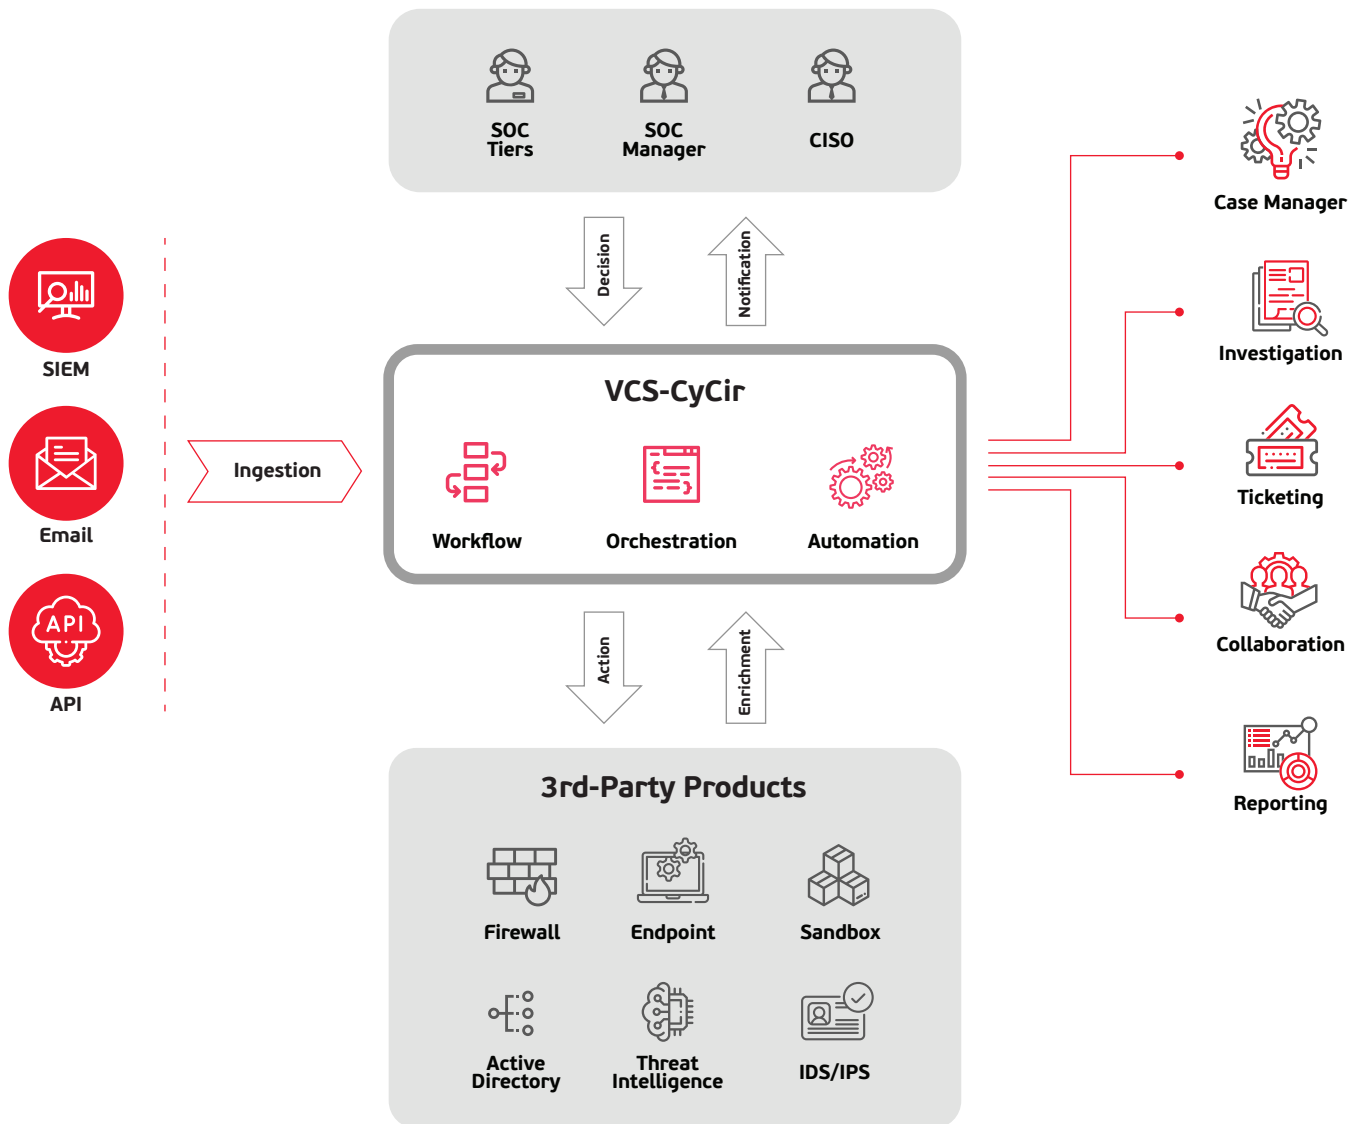 SOC
Tiers
SOC
Manager
CISO
Decision
Notification
SIEM
Email
API
API
Ingestion
VCS-CyCir
Workflow
Orchestration
Automation
Case Manager
Investigation
Ticketing
Collaboration
Reporting
Action
Enrichment
3rd-Party Products
Firewall
Endpoint
Sandbox
Active
Directory
Threat
Intelligence
IDS/IPS